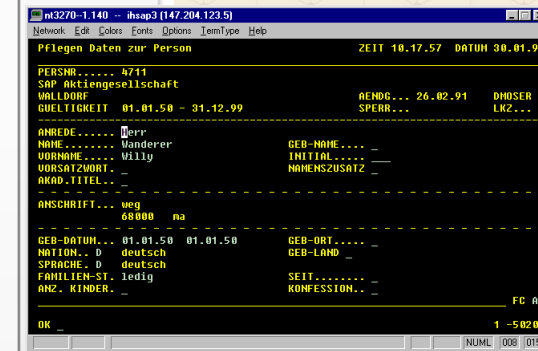 nt3270--1.140 -- ihsap3 (147.204.123.5)
Network Edit Colors Fonts Options TermType Help
Pflegen Daten zur Person ZEIT 10.17.57 DATUM 30.01.9
PERSNR...... 4711
SAP Aktiengesellschaft
WALLDORF AENDG... 26.02.91 DMOSER
GUELTIGKEIT 01.01.50 - 31.12.99 SPERR... LKZ...
ANREDE...... Herr
NAME........ Wanderer GEB-NAME.... _
VORNAME..... Willy INITIAL..... ___
VORSATZWORT. _ NAMENSZUSATZ _
AKAD.TITEL.. _
ANSCHRIFT... weg
68000 ma
GEB-DATUM... 01.01.50 01.01.50 GEB-ORT..... _
NATION.. D deutsch GEB-LAND _
SPRACHE. D deutsch
FAMILIEN-ST. ledig SEIT........ _
ANZ. KINDER. _ KONFESSION.. _
FC A
OK _ 1 -5020
NUML 008 015